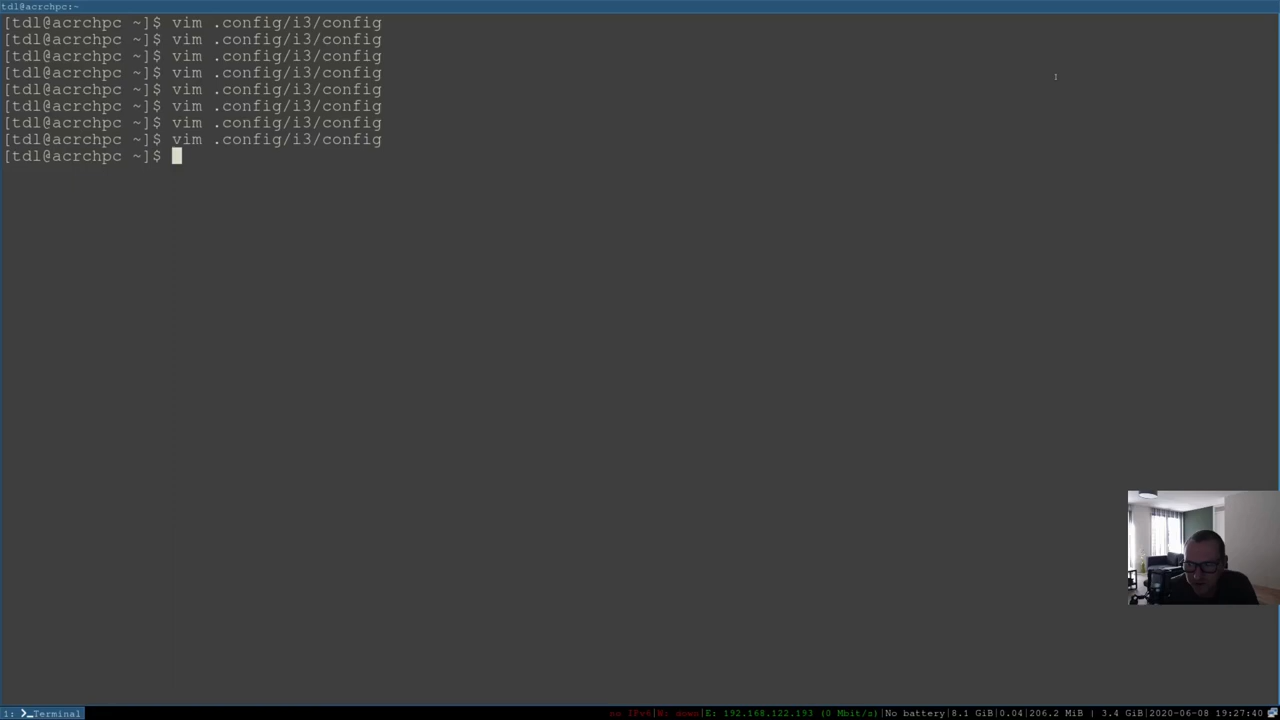 tdl@acrchpc:~
[tdl@acrchpc ~]$ vim .config/i3/config
[tdl@acrchpc ~]$ vim .config/i3/config
[tdl@acrchpc ~]$ vim .config/i3/config
[tdl@acrchpc ~]$ vim .config/i3/config
[tdl@acrchpc ~]$ vim .config/i3/config
[tdl@acrchpc ~]$ vim .config/i3/config
[tdl@acrchpc ~]$ vim .config/i3/config
[tdl@acrchpc ~]$ vim .config/i3/config
[tdl@acrchpc ~]$
1: Terminal no IPv6|W: down|E: 192.168.122.193 (0 Mbit/s)|No battery|8.1 GiB|0.04|206.2 MiB | 3.4 GiB|2020-06-08 19:27:40